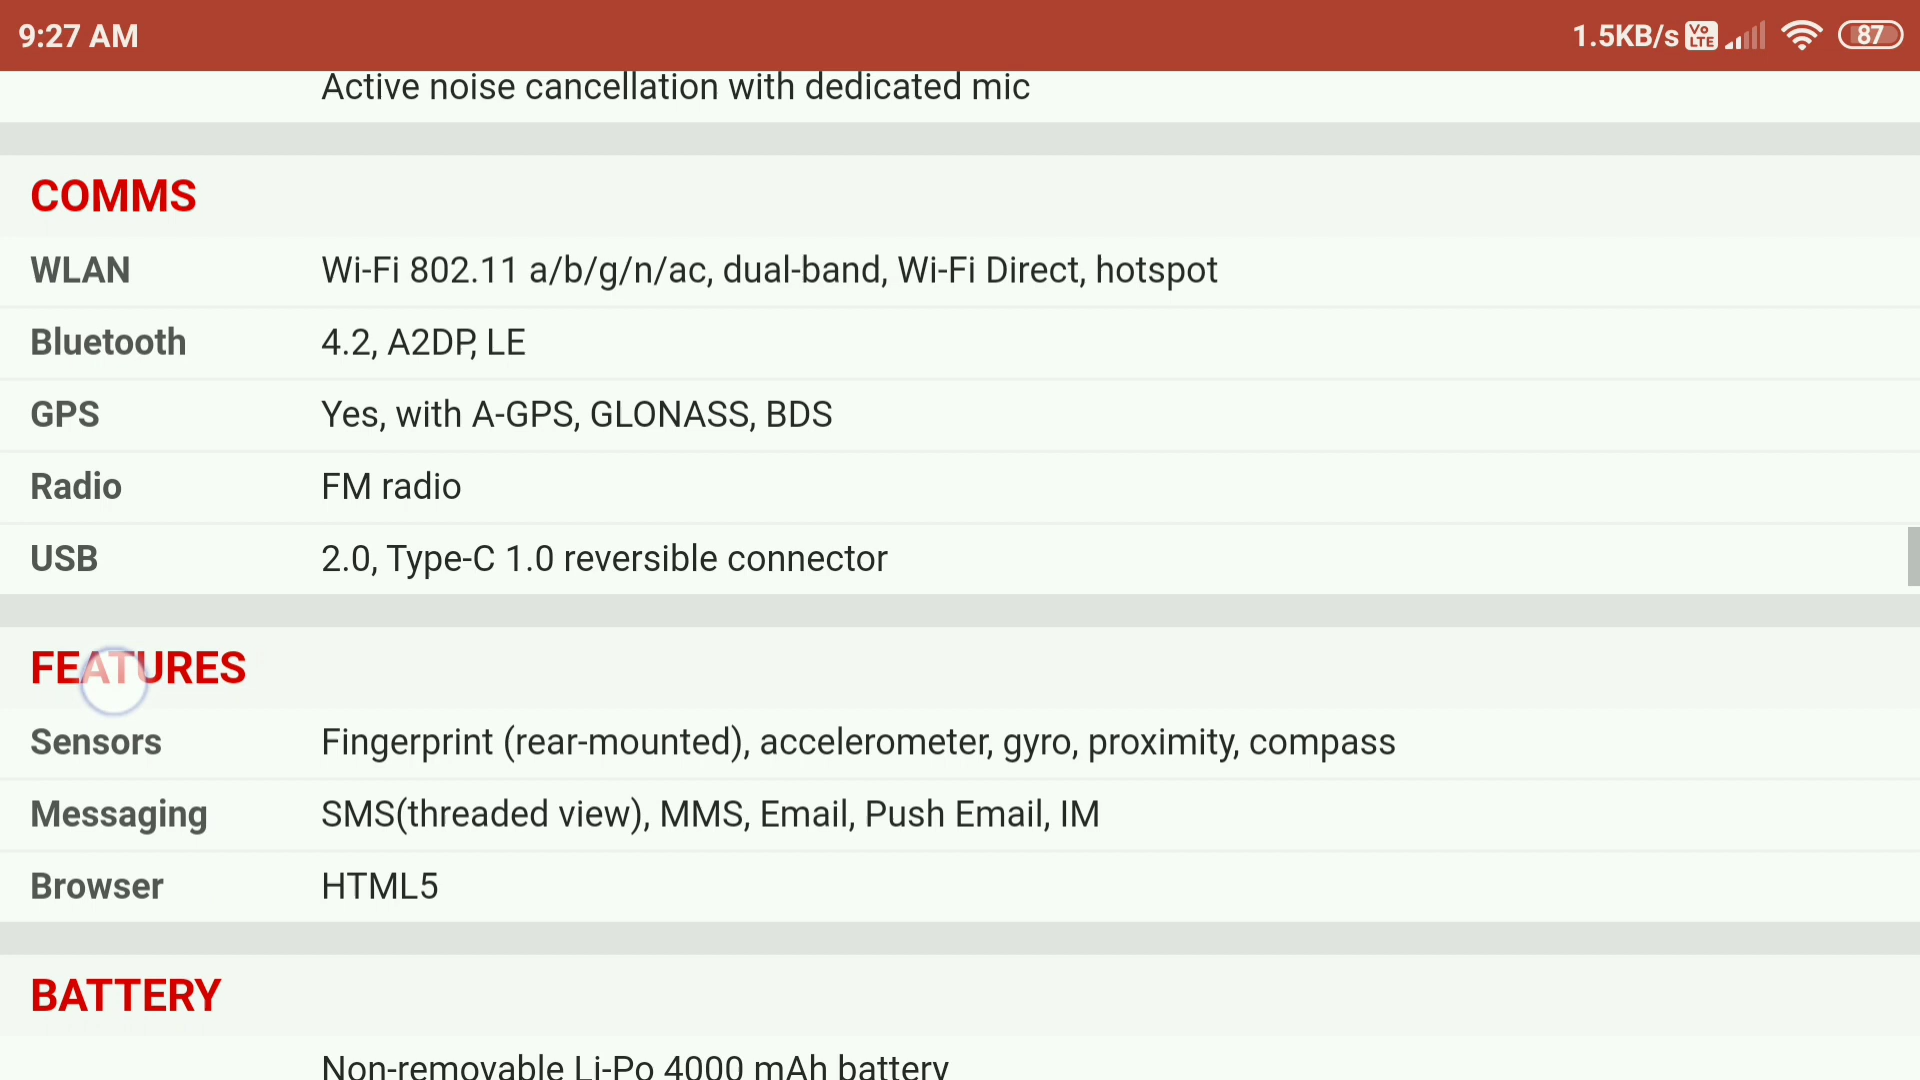 9:27 AM 1.5KB/s Vo LTE 87
Active noise cancellation with dedicated mic
COMMS
WLAN Wi-Fi 802.11 a/b/g/n/ac, dual-band, Wi-Fi Direct, hotspot
Bluetooth 4.2, A2DP, LE
GPS Yes, with A-GPS, GLONASS, BDS
Radio FM radio
USB 2.0, Type-C 1.0 reversible connector
FEATURES
Sensors Fingerprint (rear-mounted), accelerometer, gyro, proximity, compass
Messaging SMS(threaded view), MMS, Email, Push Email, IM
Browser HTML5
BATTERY
Non-removable Li-Po 4000 mAh battery